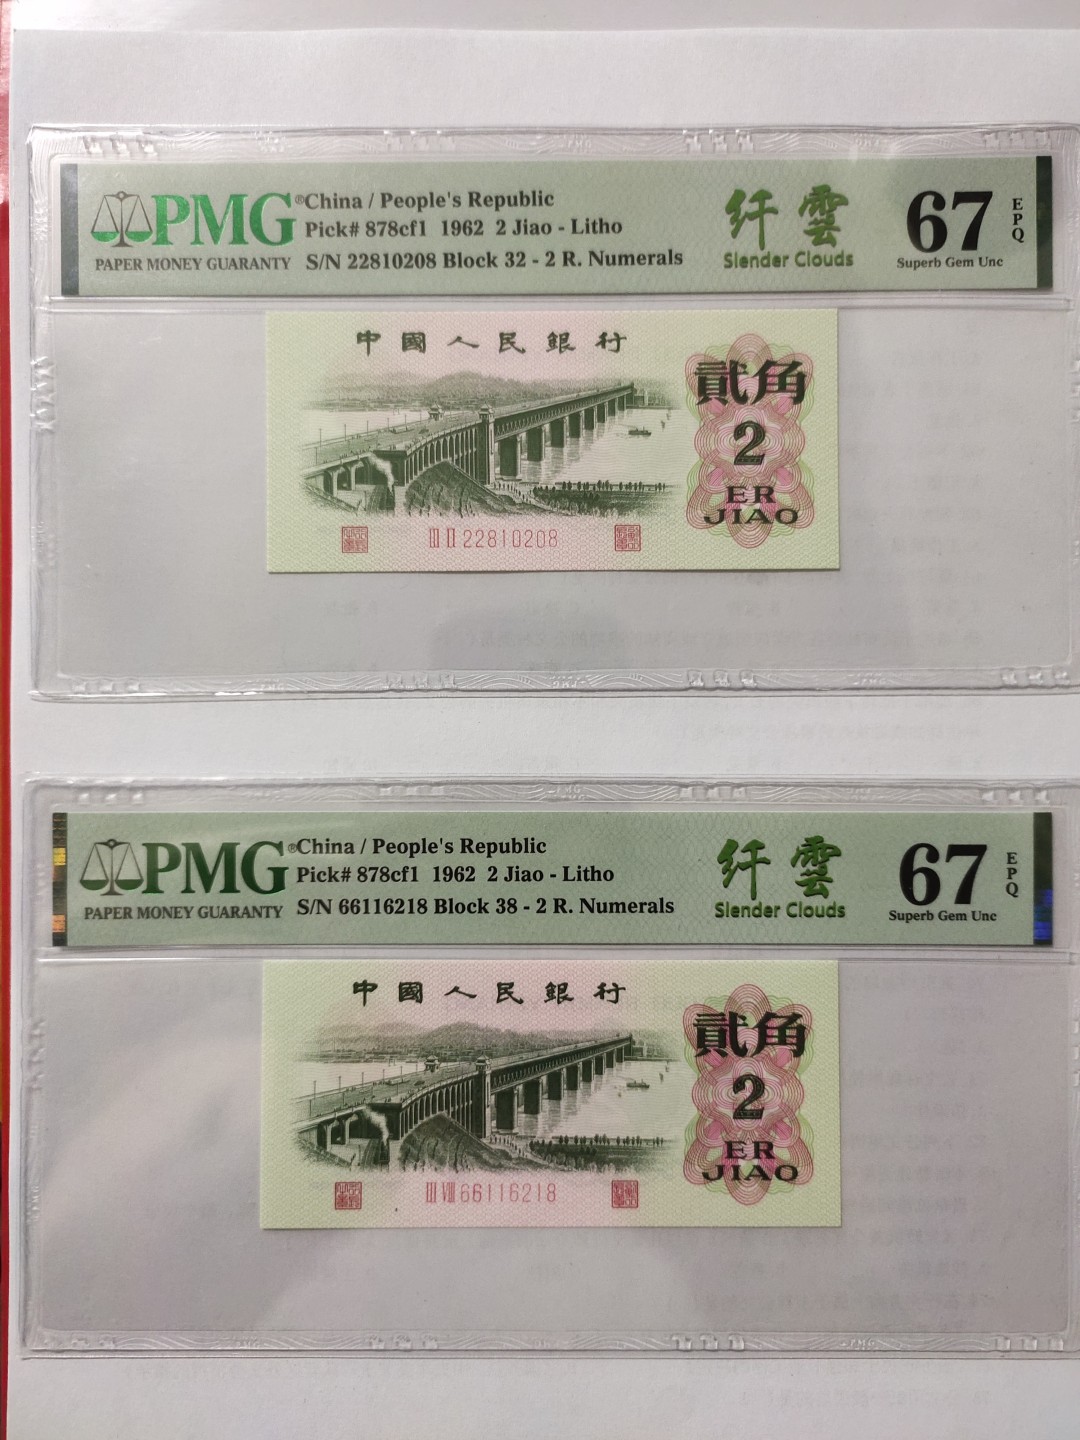 PMG®
PAPER MONEY GUARANTY
China / People's Republic
Pick# 878cf1 1962 2 Jiao - Litho
S/N 22810208 Block 32 - 2 R. Numerals
纤雲
Slender Clouds
67
Superb Gem Unc
EPQ
中國人民銀行
貳角
2
ER
JIAO
III II 22810208
PMG®
PAPER MONEY GUARANTY
China / People's Republic
Pick# 878cf1 1962 2 Jiao - Litho
S/N 66116218 Block 38 - 2 R. Numerals
纤雲
Slender Clouds
67
Superb Gem Unc
EPQ
中國人民銀行
貳角
2
ER
JIAO
III VIII 66116218